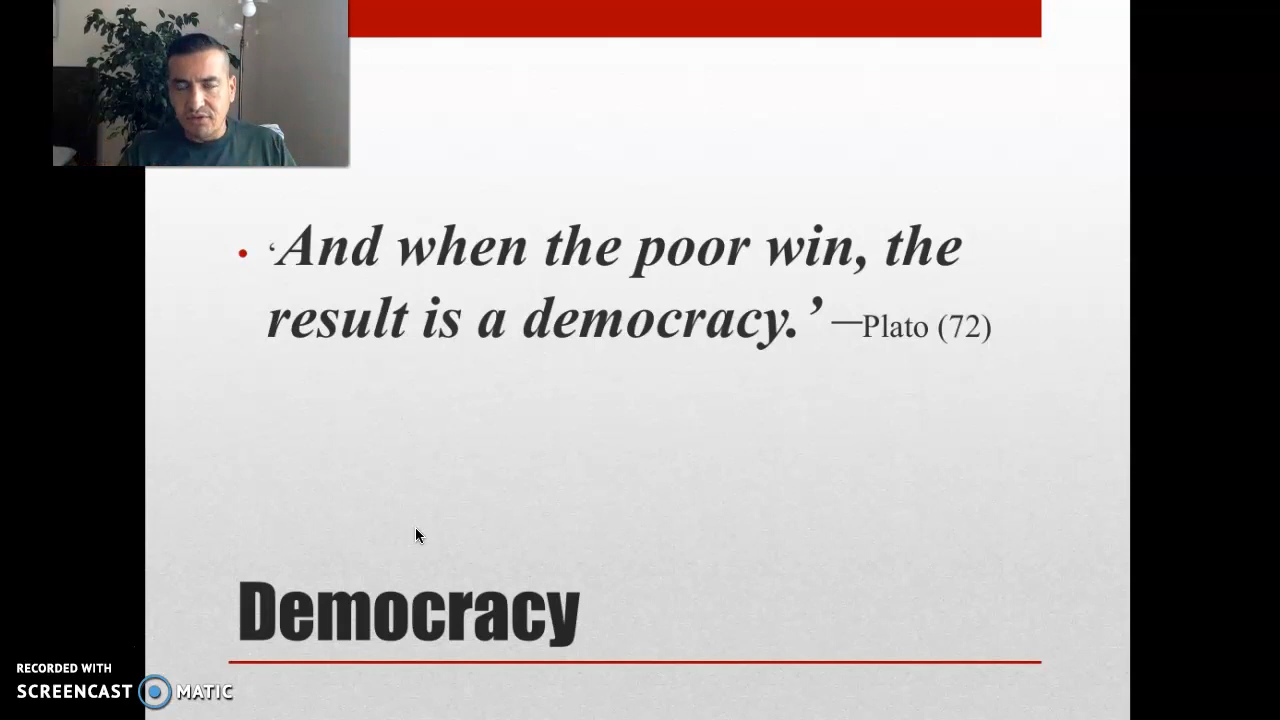 • ‘And when the poor win, the
result is a democracy.’ —Plato (72)
Democracy
RECORDED WITH
SCREENCAST MATIC